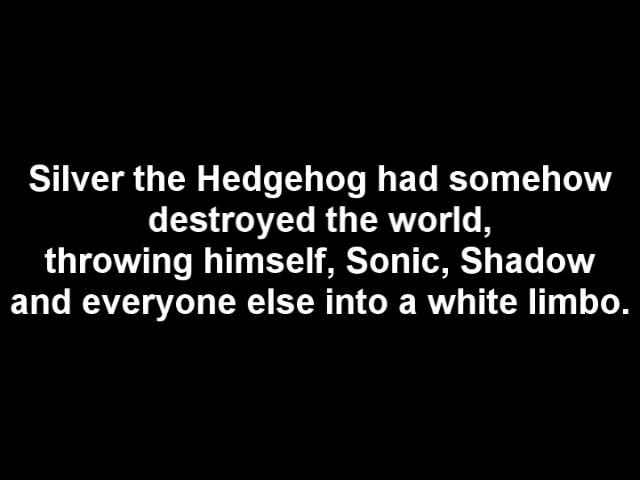 Silver the Hedgehog had somehow
destroyed the world,
throwing himself, Sonic, Shadow
and everyone else into a white limbo.